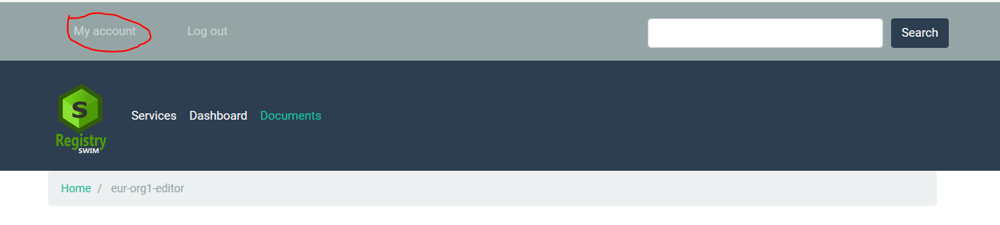 My account Log out Search
S
Registry
SWIM
Services Dashboard Documents
Home / eur-org1-editor